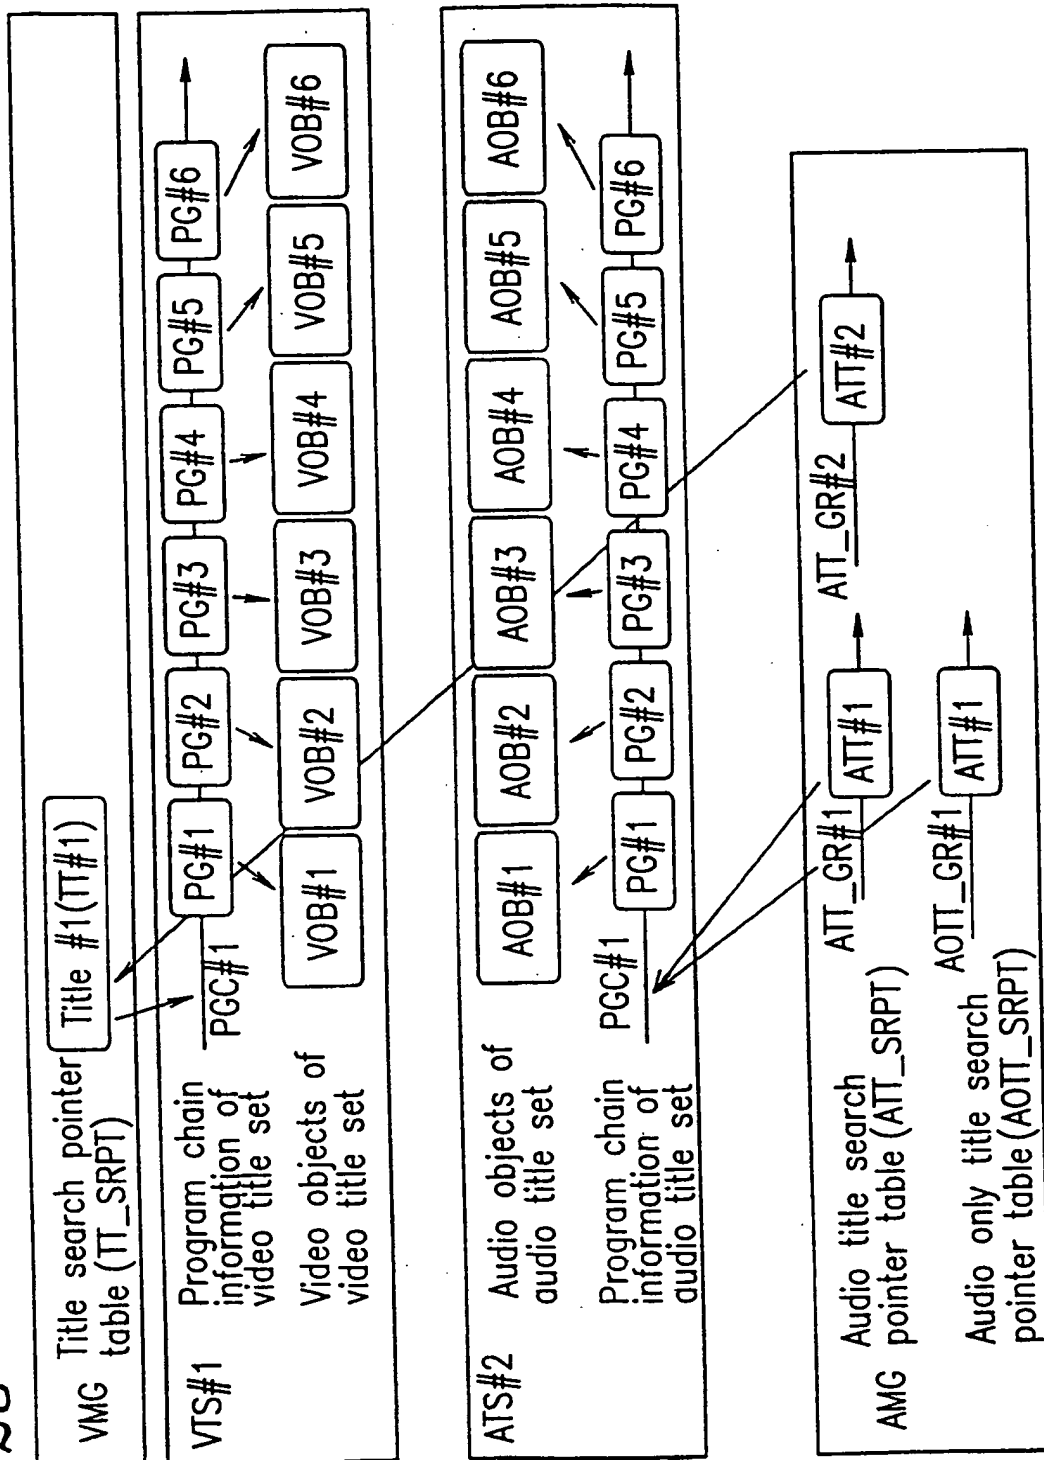 VMG
Title search pointer
table (TT_SRPT)
Title #1(TT#1)
VTS#1
Program chain
information of
video title set
PGC#1
PG#1
PG#2
PG#3
PG#4
PG#5
PG#6
Video objects of
video title set
VOB#1
VOB#2
VOB#3
VOB#4
VOB#5
VOB#6
ATS#2
Audio objects of
audio title set
AOB#1
AOB#2
AOB#3
AOB#4
AOB#5
AOB#6
Program chain
information of
audio title set
PGC#1
PG#1
PG#2
PG#3
PG#4
PG#5
PG#6
AMG
Audio title search
pointer table(ATT_SRPT)
ATT_GR#1
ATT#1
ATT_GR#2
ATT#2
Audio only title search
pointer table(AOTT_SRPT)
AOTT_GR#1
ATT#1